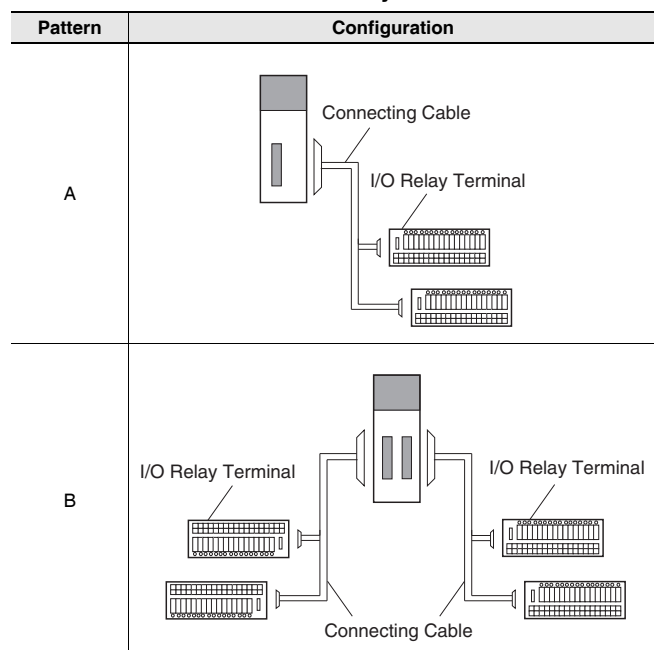 Pattern
Configuration
A
Connecting Cable
I/O Relay Terminal
B
I/O Relay Terminal
I/O Relay Terminal
Connecting Cable